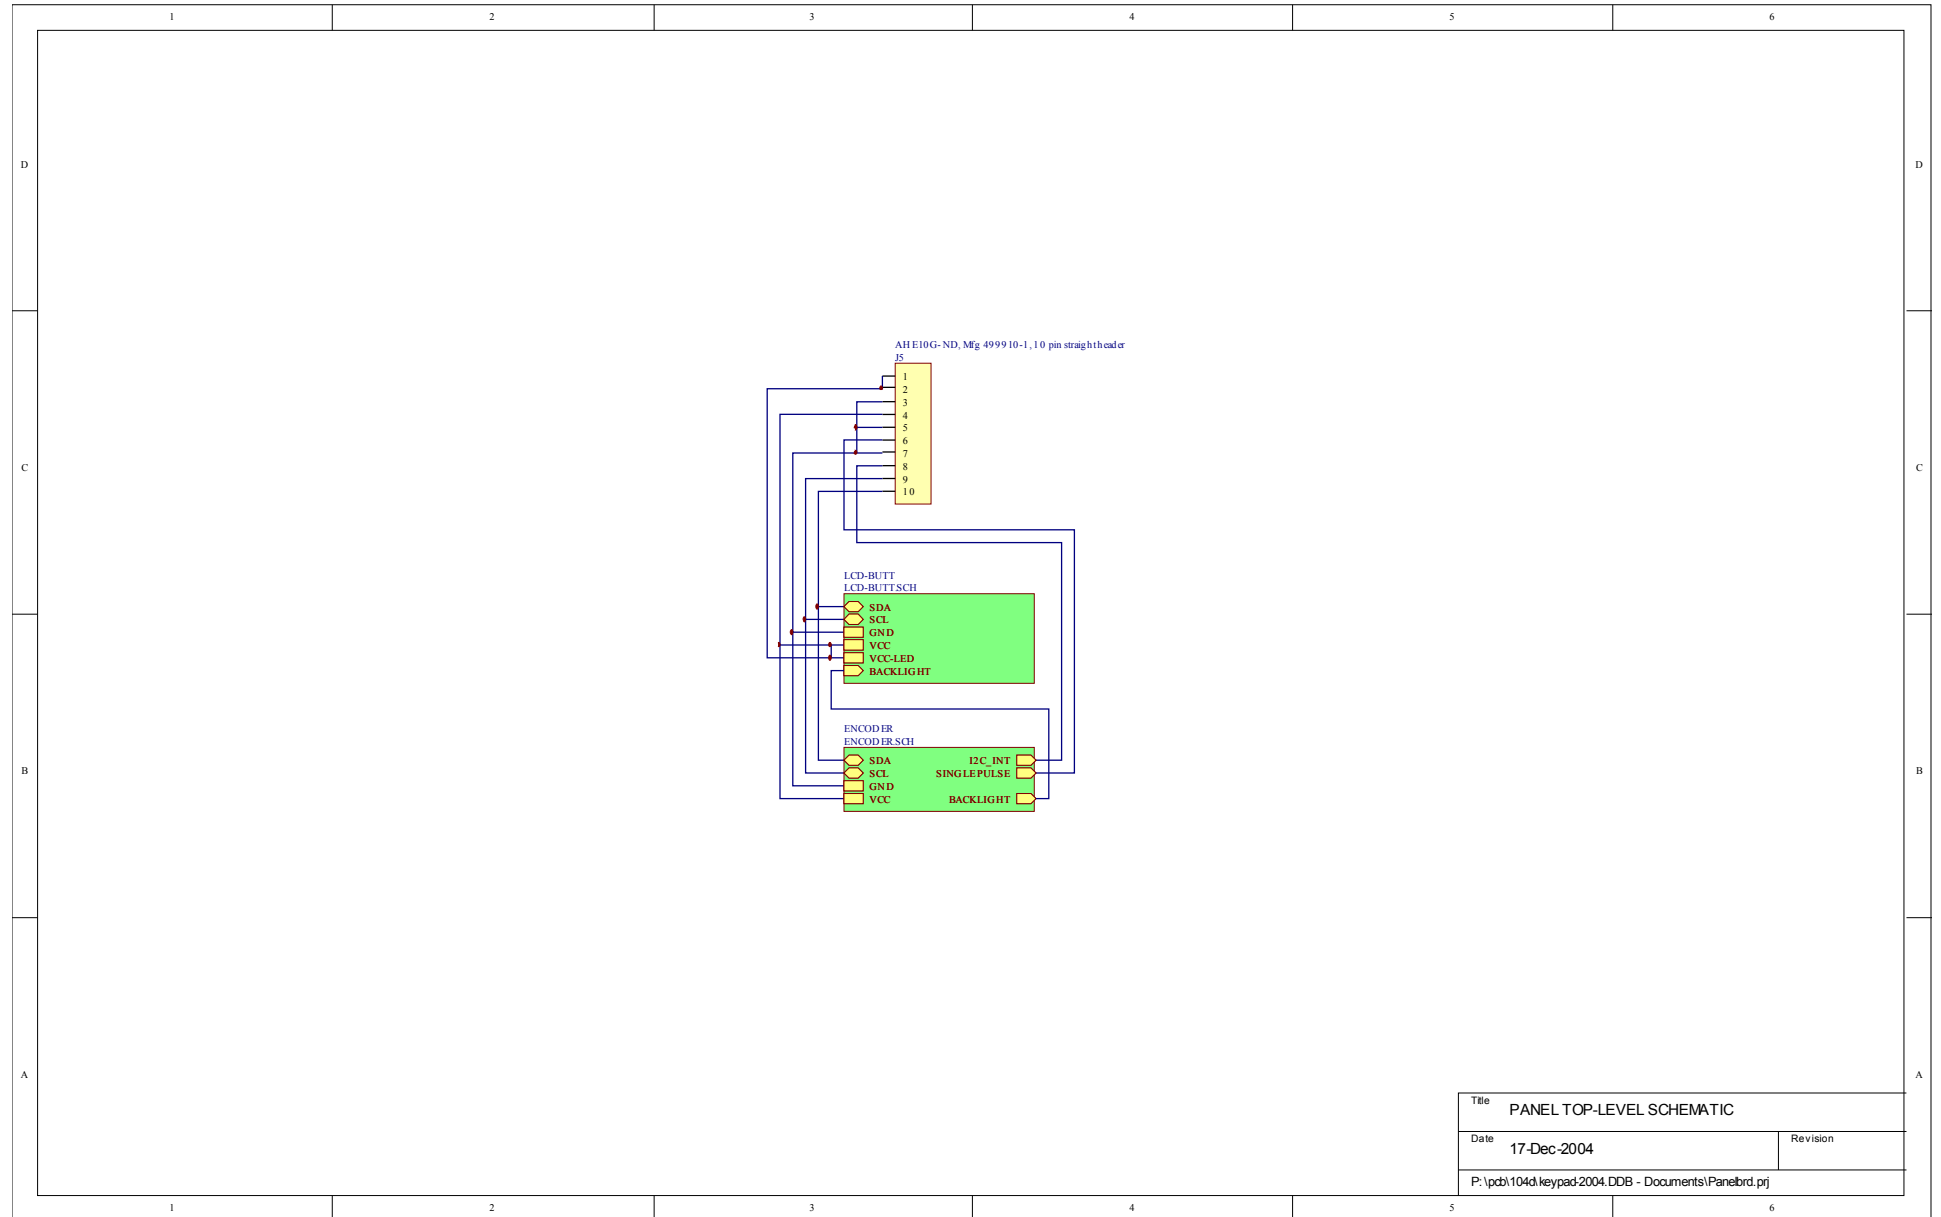 1 2 3 4 5 6
D D
AHE10G-ND, Mfg 499910-1, 10 pin straight header
J5
1
2
3
4
5
6
7
8
9
10
C C
LCD-BUTT
LCD-BUTT.SCH
SDA
SCL
GND
VCC
VCC-LED
BACKLIGHT
ENCODER
ENCODER.SCH
SDA I2C_INT
SCL SINGLEPULSE
GND
VCC BACKLIGHT
B B
A A
Title PANEL TOP-LEVEL SCHEMATIC
Date 17-Dec-2004 Revision
P:\pcb\104d\keypad-2004.DDB - Documents\Panelbrd.prj
1 2 3 4 5 6